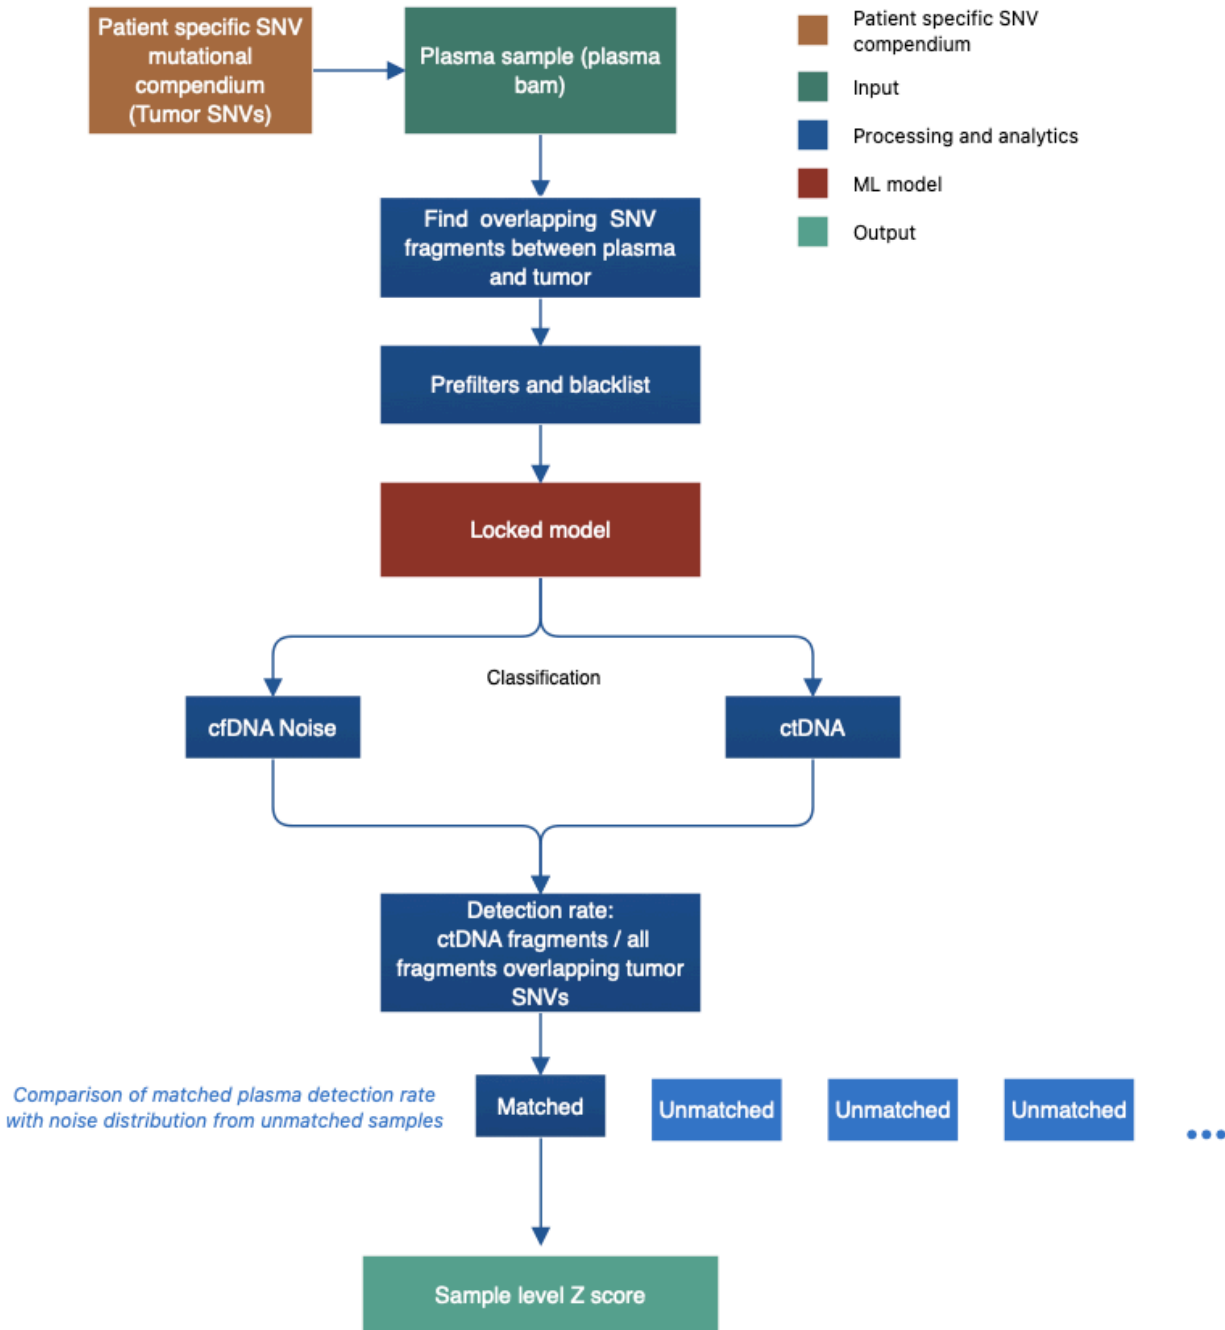 Patient specific SNV
mutational
compendium
(Tumor SNVs)
Plasma sample (plasma
bam)
Patient specific SNV
compendium
Input
Processing and analytics
ML model
Output
Find overlapping SNV
fragments between plasma
and tumor
Prefilters and blacklist
Locked model
Classification
cfDNA Noise
ctDNA
Detection rate:
ctDNA fragments / all
fragments overlapping tumor
SNVs
Comparison of matched plasma detection rate
with noise distribution from unmatched samples
Matched
Unmatched
Unmatched
Unmatched
...
Sample level Z score